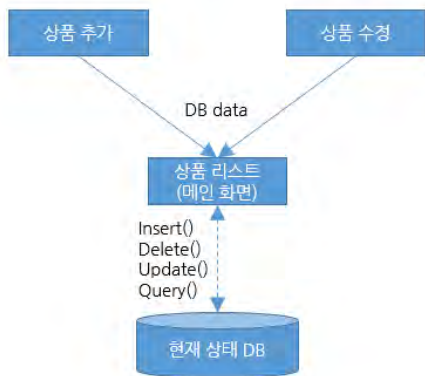 상품 추가
상품 수정
DB data
상품 리스트
(메인 화면)
Insert()
Delete()
Update()
Query()
현재 상태 DB